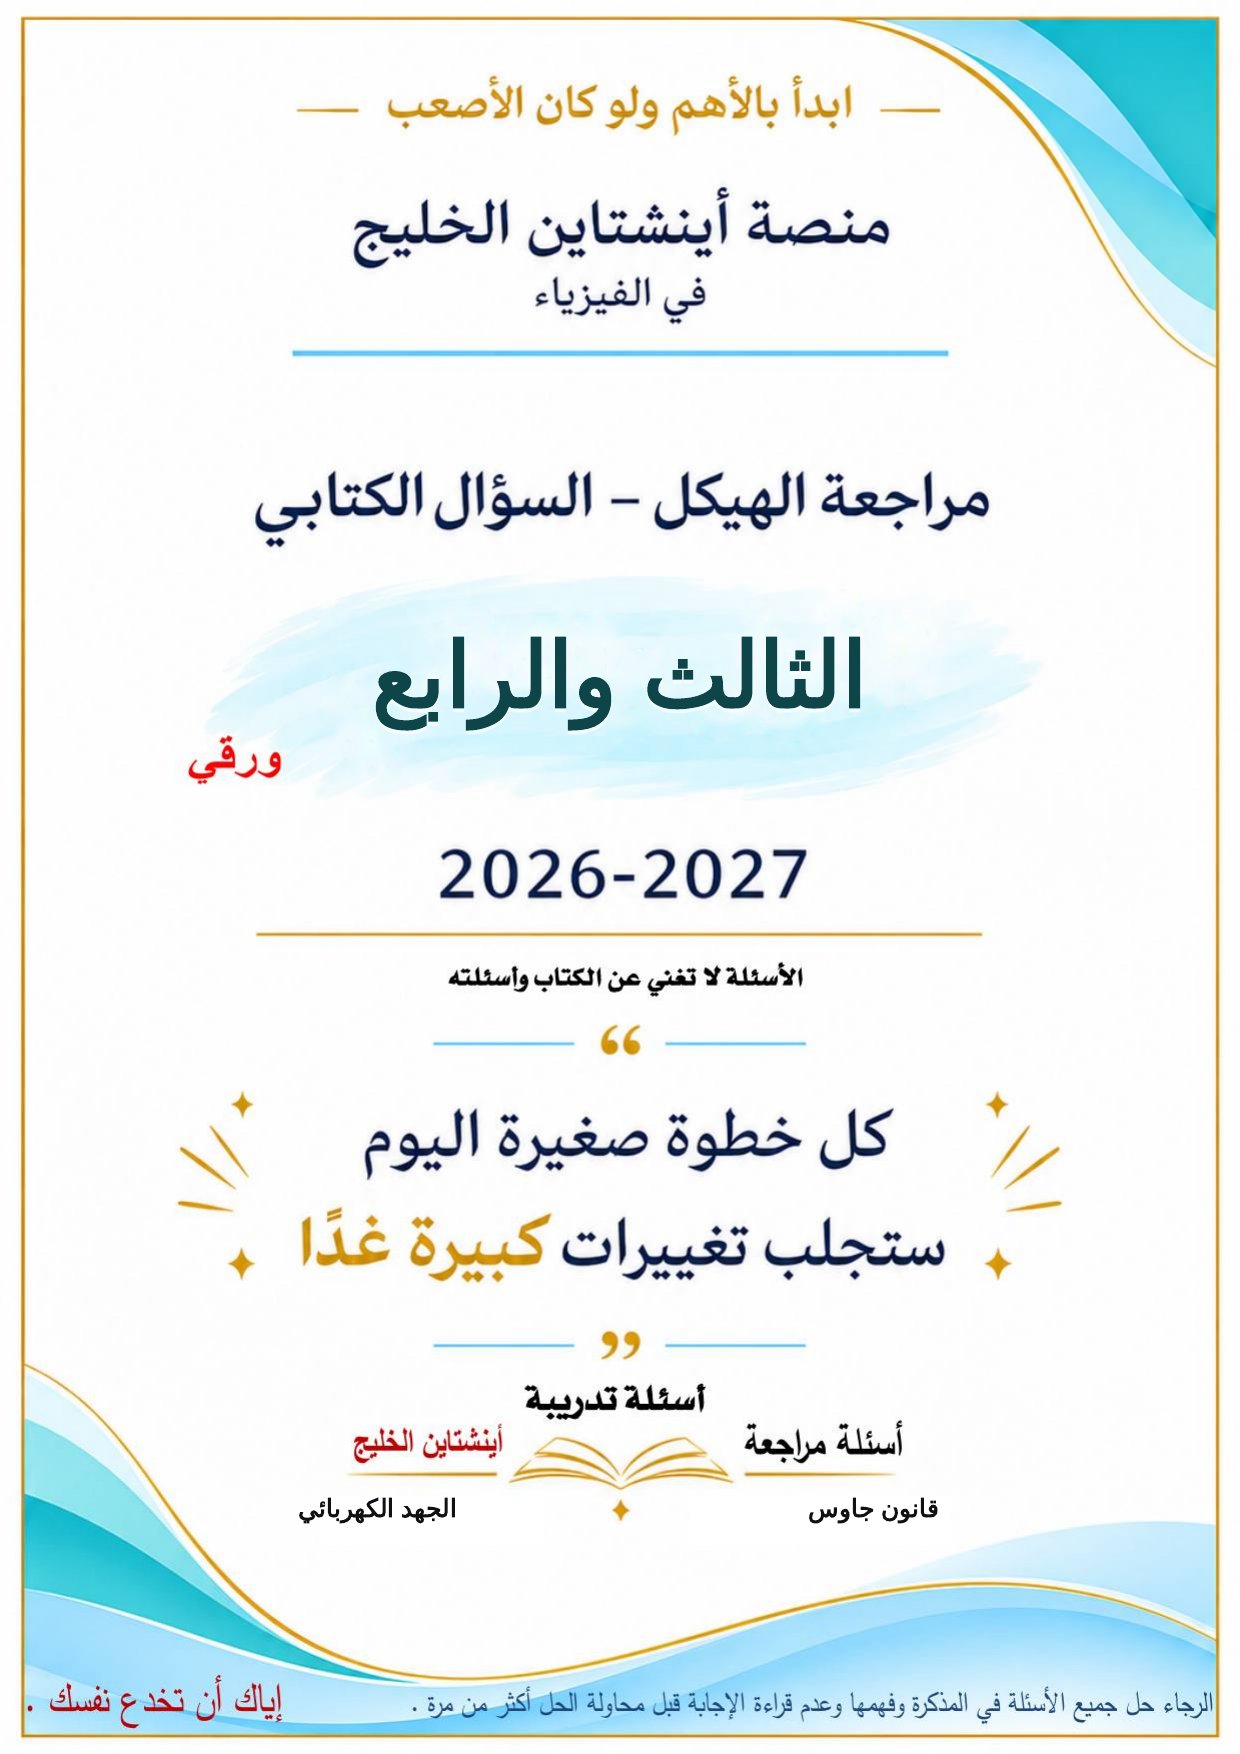 ابدأ بالأهم ولو كان الأصعب
منصة أينشتاين الخليج
في الفيزياء
مراجعة الهيكل – السؤال الكتابي
الثالث والرابع
ورقي
2026-2027
الأسئلة لا تغني عن الكتاب وأسئلته
“
كل خطوة صغيرة اليوم
ستجلب تغييرات كبيرة غدًا
”
أسئلة تدريبة
أسئلة مراجعة
أينشتاين الخليج
قانون جاوس
الجهد الكهربائي
الرجاء حل جميع الأسئلة في المذكرة وفهمها وعدم قراءة الإجابة قبل محاولة الحل أكثر من مرة .
إياك أن تخدع نفسك .